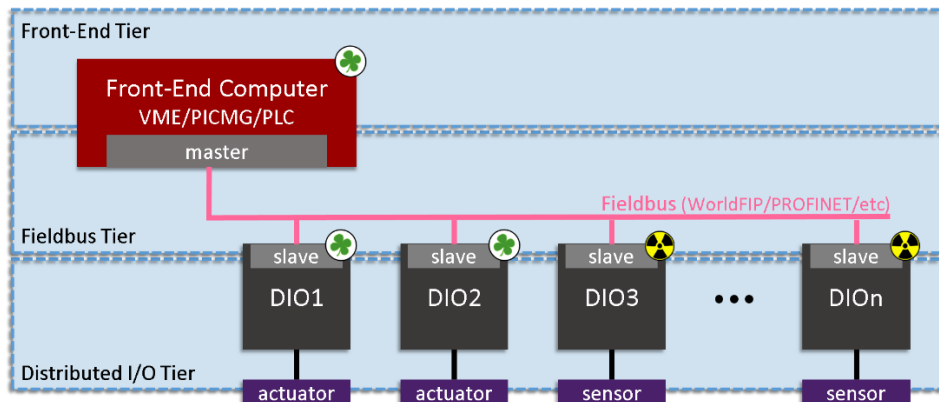 Front-End Tier
Front-End Computer
VME/PICMG/PLC
master
Fieldbus (WorldFIP/PROFINET/etc)
Fieldbus Tier
slave slave slave slave
DIO1 DIO2 DIO3 ••• DIOn
Distributed I/O Tier
actuator actuator sensor sensor